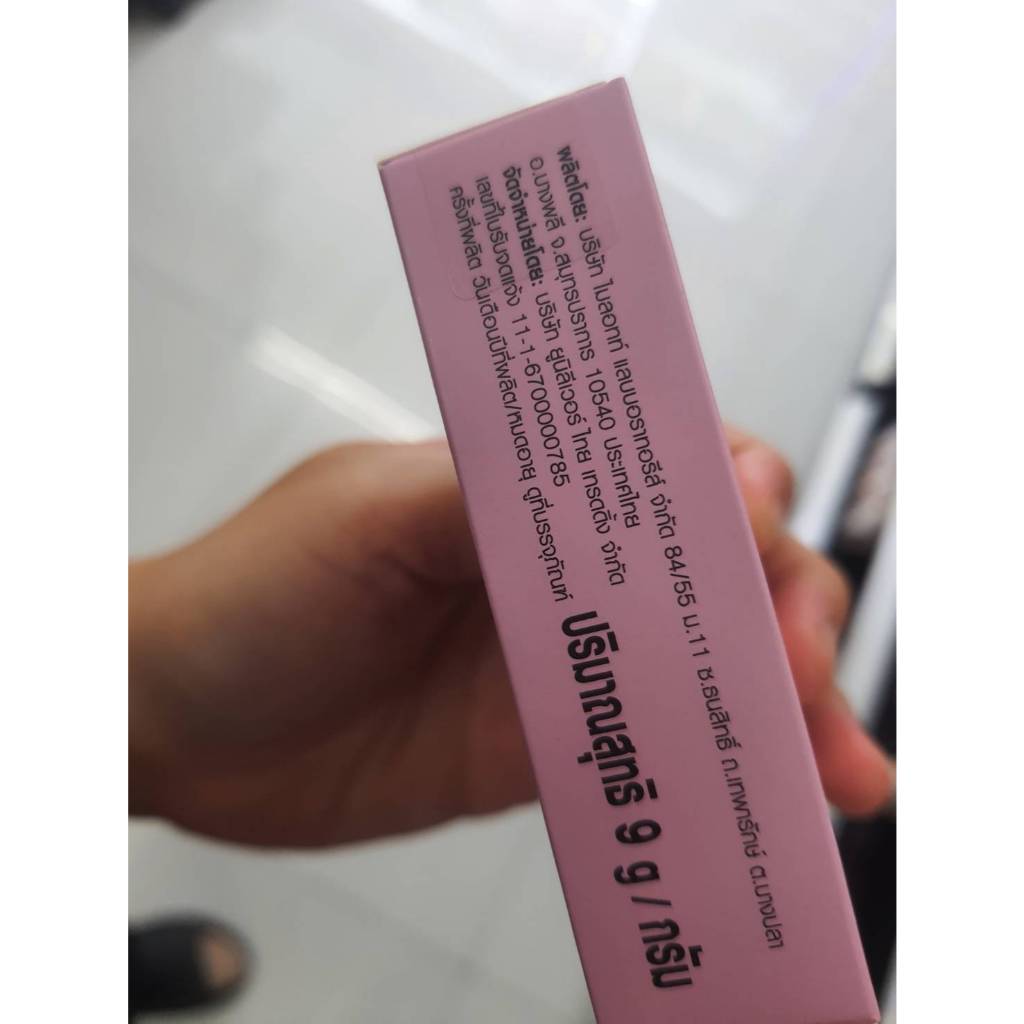 ผลิตโดย: บริษัท ไมลอทท์ แลบบอราทอรีส์ จำกัด 84/55 ม.11 ซ.ธนสิทธิ์ ถ.เทพารักษ์ ต.บางปลา
อ.บางพลี จ.สมุทรปราการ 10540 ประเทศไทย
จัดจำหน่ายโดย: บริษัท ยูนิลีเวอร์ ไทย เทรดดิ้ง จำกัด
เลขที่ใบรับจดแจ้ง 11-1-6700000785
ครั้งที่ผลิต วันเดือนปีที่ผลิต/หมดอายุ ดูที่บรรจุภัณฑ์
ปริมาณสุทธิ 9 g / กรัม